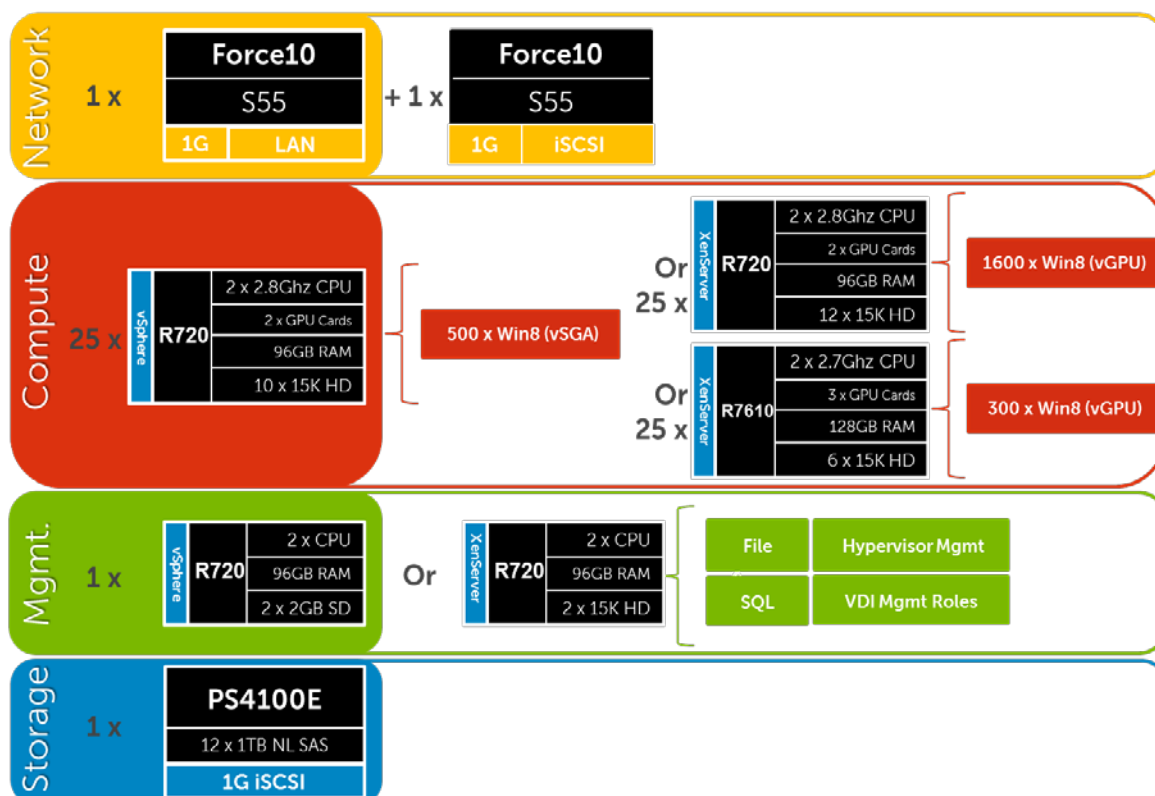 Network
1 x
Force10
S55
1G
LAN
+ 1 x
Force10
S55
1G
iSCSI
Compute
25 x
vSphere
R720
2 x 2.8Ghz CPU
2 x GPU Cards
96GB RAM
10 x 15K HD
500 x Win8 (vSGA)
Or
25 x
XenServer
R720
2 x 2.8Ghz CPU
2 x GPU Cards
96GB RAM
12 x 15K HD
1600 x Win8 (vGPU)
Or
25 x
XenServer
R7610
2 x 2.7Ghz CPU
3 x GPU Cards
128GB RAM
6 x 15K HD
300 x Win8 (vGPU)
Mgmt.
1 x
vSphere
R720
2 x CPU
96GB RAM
2 x 2GB SD
Or
XenServer
R720
2 x CPU
96GB RAM
2 x 15K HD
File
Hypervisor Mgmt
SQL
VDI Mgmt Roles
Storage
1 x
PS4100E
12 x 1TB NL SAS
1G iSCSI